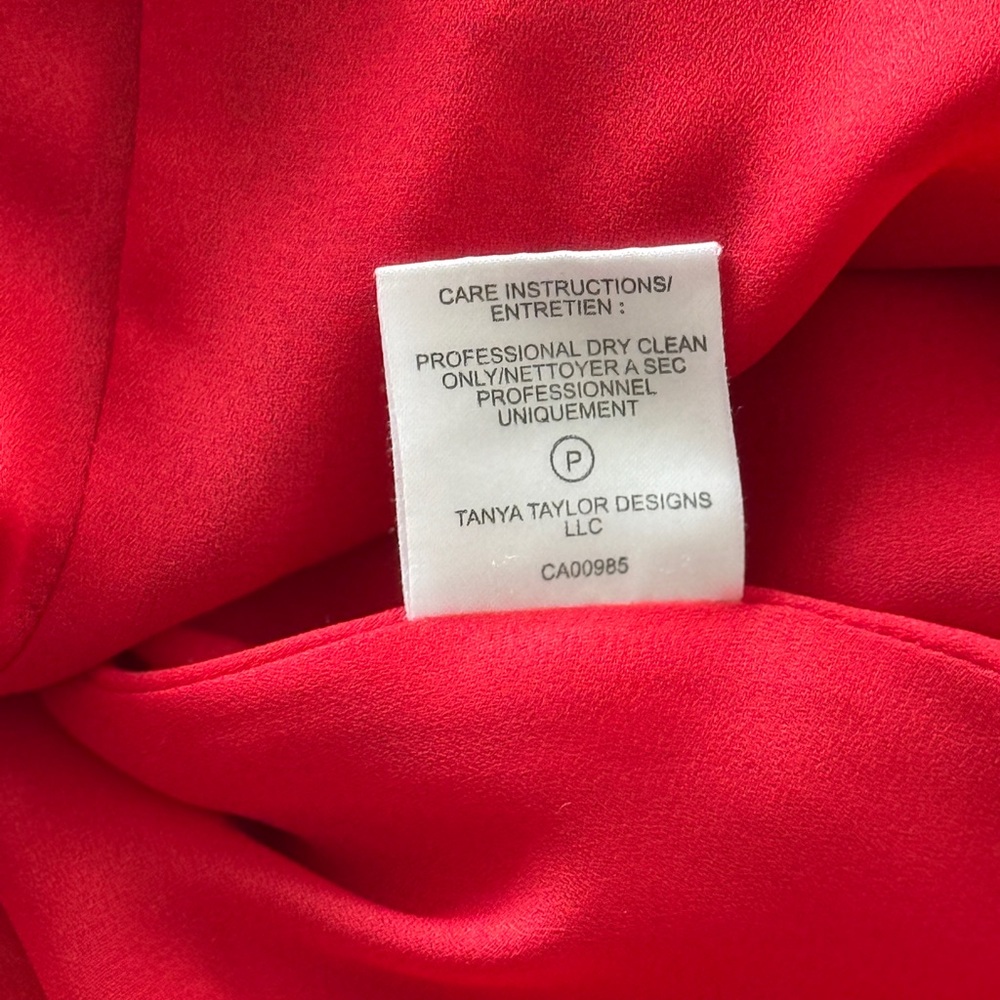 CARE INSTRUCTIONS/
ENTRETIEN :
PROFESSIONAL DRY CLEAN
ONLY/NETTOYER A SEC
PROFESSIONNEL
UNIQUEMENT
P
TANYA TAYLOR DESIGNS
LLC
CA00985